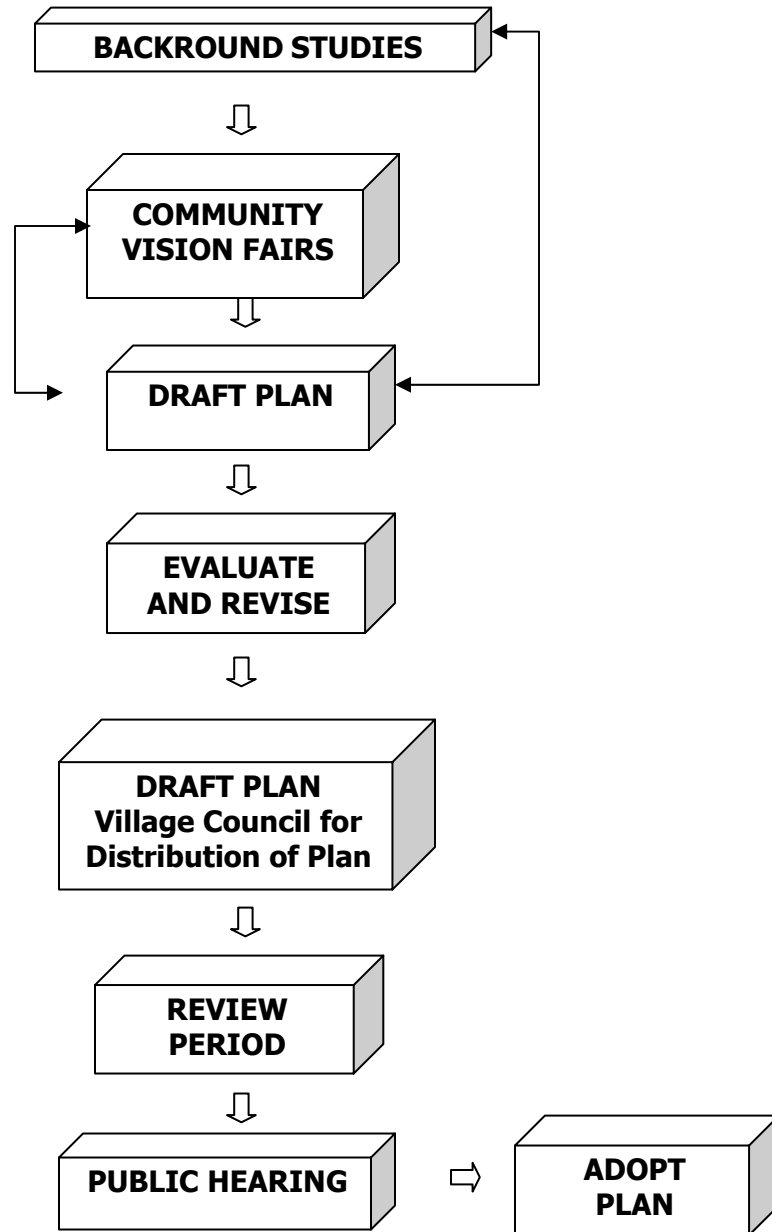 BACKROUND STUDIES
COMMUNITY
VISION FAIRS
DRAFT PLAN
EVALUATE
AND REVISE
DRAFT PLAN
Village Council for
Distribution of Plan
REVIEW
PERIOD
PUBLIC HEARING
ADOPT
PLAN